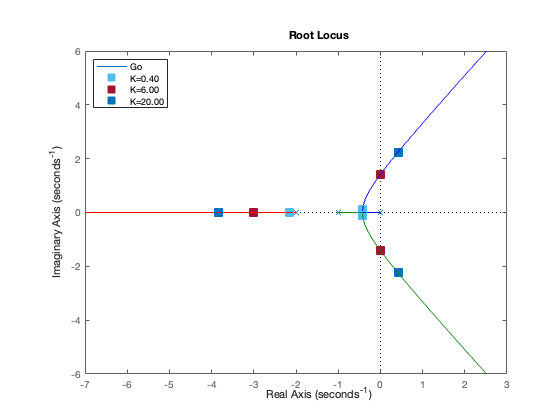 Root Locus
Go
K=0.40
K=6.00
K=20.00
6
4
2
0
-2
-4
-6
Imaginary Axis (seconds⁻¹)
-7 -6 -5 -4 -3 -2 -1 0 1 2 3
Real Axis (seconds⁻¹)